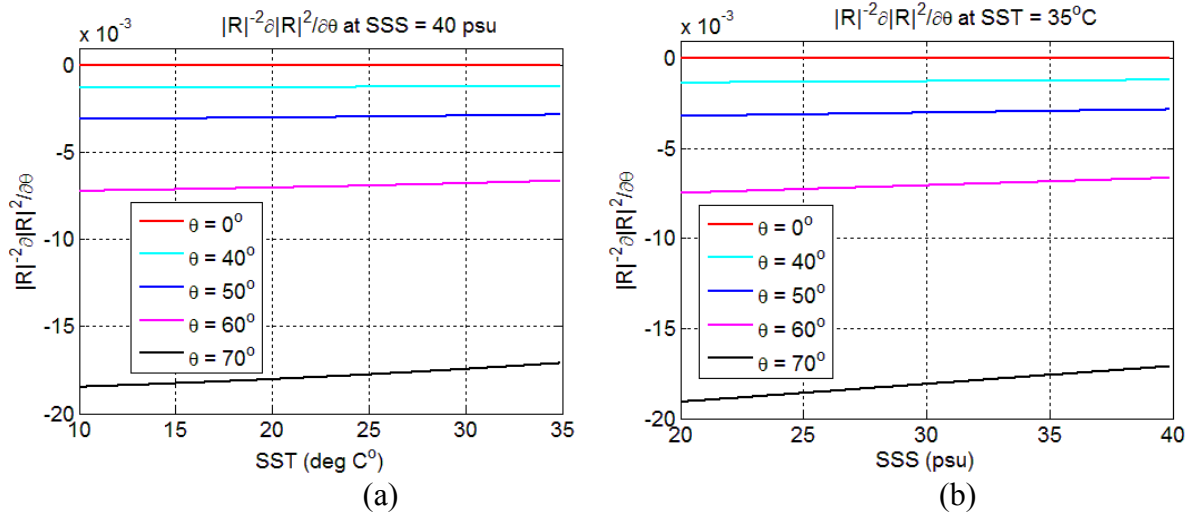 |R|⁻²∂|R|²/∂θ at SSS = 40 psu
x 10⁻³
0
-5
-10
-15
-20
|R|⁻²∂|R|²/∂θ
θ = 0°
θ = 40°
θ = 50°
θ = 60°
θ = 70°
10 15 20 25 30 35
SST (deg C°)
(a)
|R|⁻²∂|R|²/∂θ at SST = 35°C
x 10⁻³
0
-5
-10
-15
-20
|R|⁻²∂|R|²/∂θ
θ = 0°
θ = 40°
θ = 50°
θ = 60°
θ = 70°
20 25 30 35 40
SSS (psu)
(b)